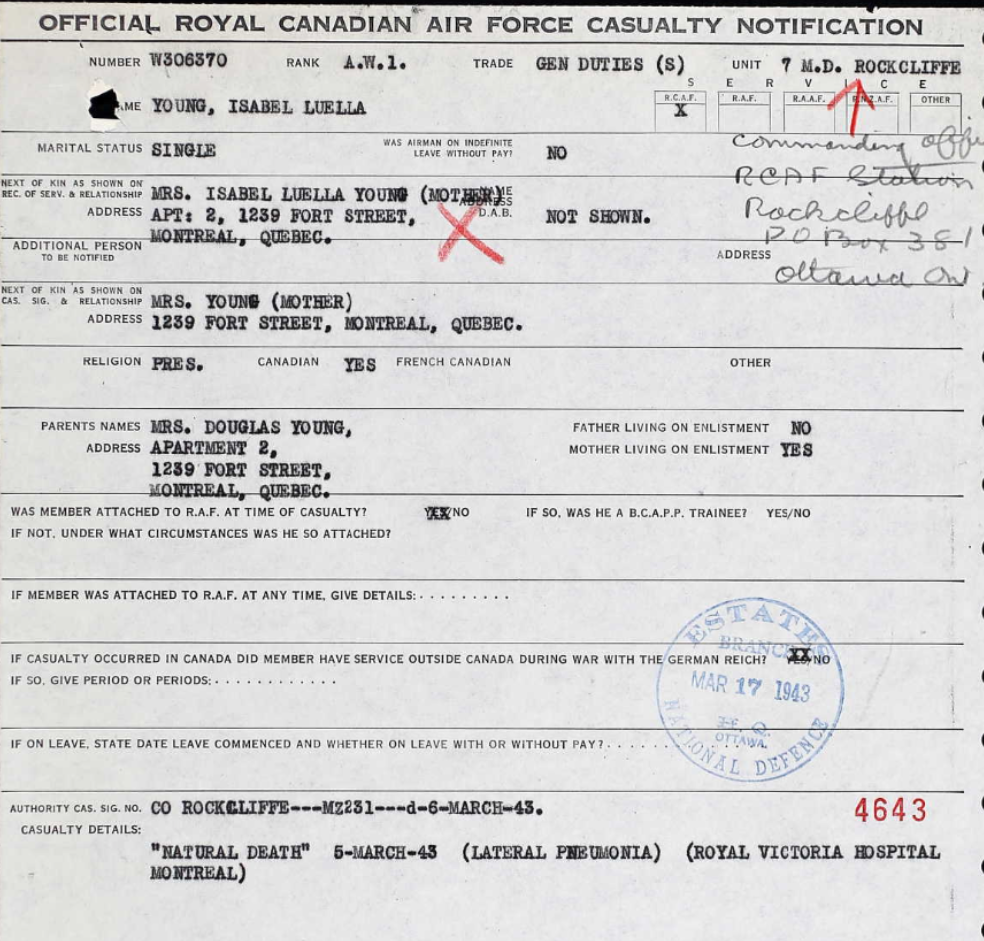 OFFICIAL ROYAL CANADIAN AIR FORCE CASUALTY NOTIFICATION
NUMBER W306370 RANK A.W.1. TRADE GEN DUTIES (S) UNIT 7 M.D. ROCKCLIFFE
S E R V I C E
R.C.A.F. R.A.F. R.A.A.F. R.N.Z.A.F. OTHER
AME YOUNG, ISABEL LUELLA X
MARITAL STATUS SINGLE WAS AIRMAN ON INDEFINITE LEAVE WITHOUT PAY? NO
Commanding
RCAF Station
Rockcliffe
PO Box 381
Ottawa Ont
NEXT OF KIN AS SHOWN ON REC. OF SERV. & RELATIONSHIP MRS. ISABEL LUELLA YOUNG (MOTHER) NAME
ADDRESS APT: 2, 1239 FORT STREET, ADDRESS D.A.B. NOT SHOWN.
MONTREAL, QUEBEC.
ADDITIONAL PERSON TO BE NOTIFIED ADDRESS
NEXT OF KIN AS SHOWN ON CAS. SIG. & RELATIONSHIP MRS. YOUNG (MOTHER)
ADDRESS 1239 FORT STREET, MONTREAL, QUEBEC.
RELIGION PRES. CANADIAN YES FRENCH CANADIAN OTHER
PARENTS NAMES MRS. DOUGLAS YOUNG, FATHER LIVING ON ENLISTMENT NO
ADDRESS APARTMENT 2, MOTHER LIVING ON ENLISTMENT YES
1239 FORT STREET,
MONTREAL, QUEBEC.
WAS MEMBER ATTACHED TO R.A.F. AT TIME OF CASUALTY? XX/NO IF SO, WAS HE A B.C.A.P.P. TRAINEE? YES/NO
IF NOT, UNDER WHAT CIRCUMSTANCES WAS HE SO ATTACHED?
IF MEMBER WAS ATTACHED TO R.A.F. AT ANY TIME, GIVE DETAILS: . . . . . . . . .
IF CASUALTY OCCURRED IN CANADA DID MEMBER HAVE SERVICE OUTSIDE CANADA DURING WAR WITH THE GERMAN REICH? XX/NO
IF SO, GIVE PERIOD OR PERIODS: . . . . . . . . . . . .
ESTATES
BRANCH
MAR 17 1943
H. Q.
OTTAWA.
NATIONAL DEFENCE
IF ON LEAVE, STATE DATE LEAVE COMMENCED AND WHETHER ON LEAVE WITH OR WITHOUT PAY? . . . . . . . . . . . . .
AUTHORITY CAS. SIG. NO. CO ROCKCLIFFE---MZ231---d-6-MARCH-43. 4643
CASUALTY DETAILS:
"NATURAL DEATH" 5-MARCH-43 (LATERAL PNEUMONIA) (ROYAL VICTORIA HOSPITAL
MONTREAL)